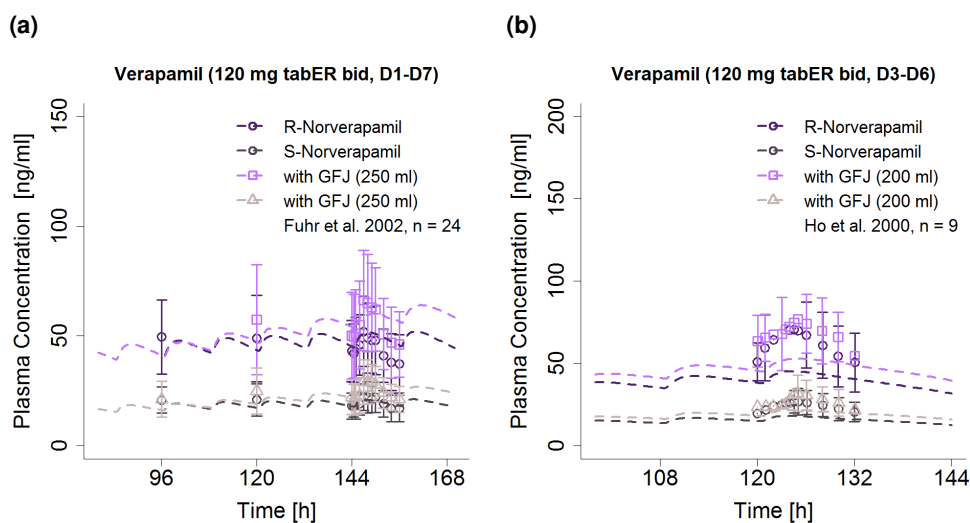 (a)
Verapamil (120 mg tabER bid, D1-D7)
Plasma Concentration [ng/ml]
150
100
50
0
R-Norverapamil
S-Norverapamil
with GFJ (250 ml)
with GFJ (250 ml)
Fuhr et al. 2002, n = 24
96
120
144
168
Time [h]
(b)
Verapamil (120 mg tabER bid, D3-D6)
Plasma Concentration [ng/ml]
200
150
100
50
0
R-Norverapamil
S-Norverapamil
with GFJ (200 ml)
with GFJ (200 ml)
Ho et al. 2000, n = 9
108
120
132
144
Time [h]